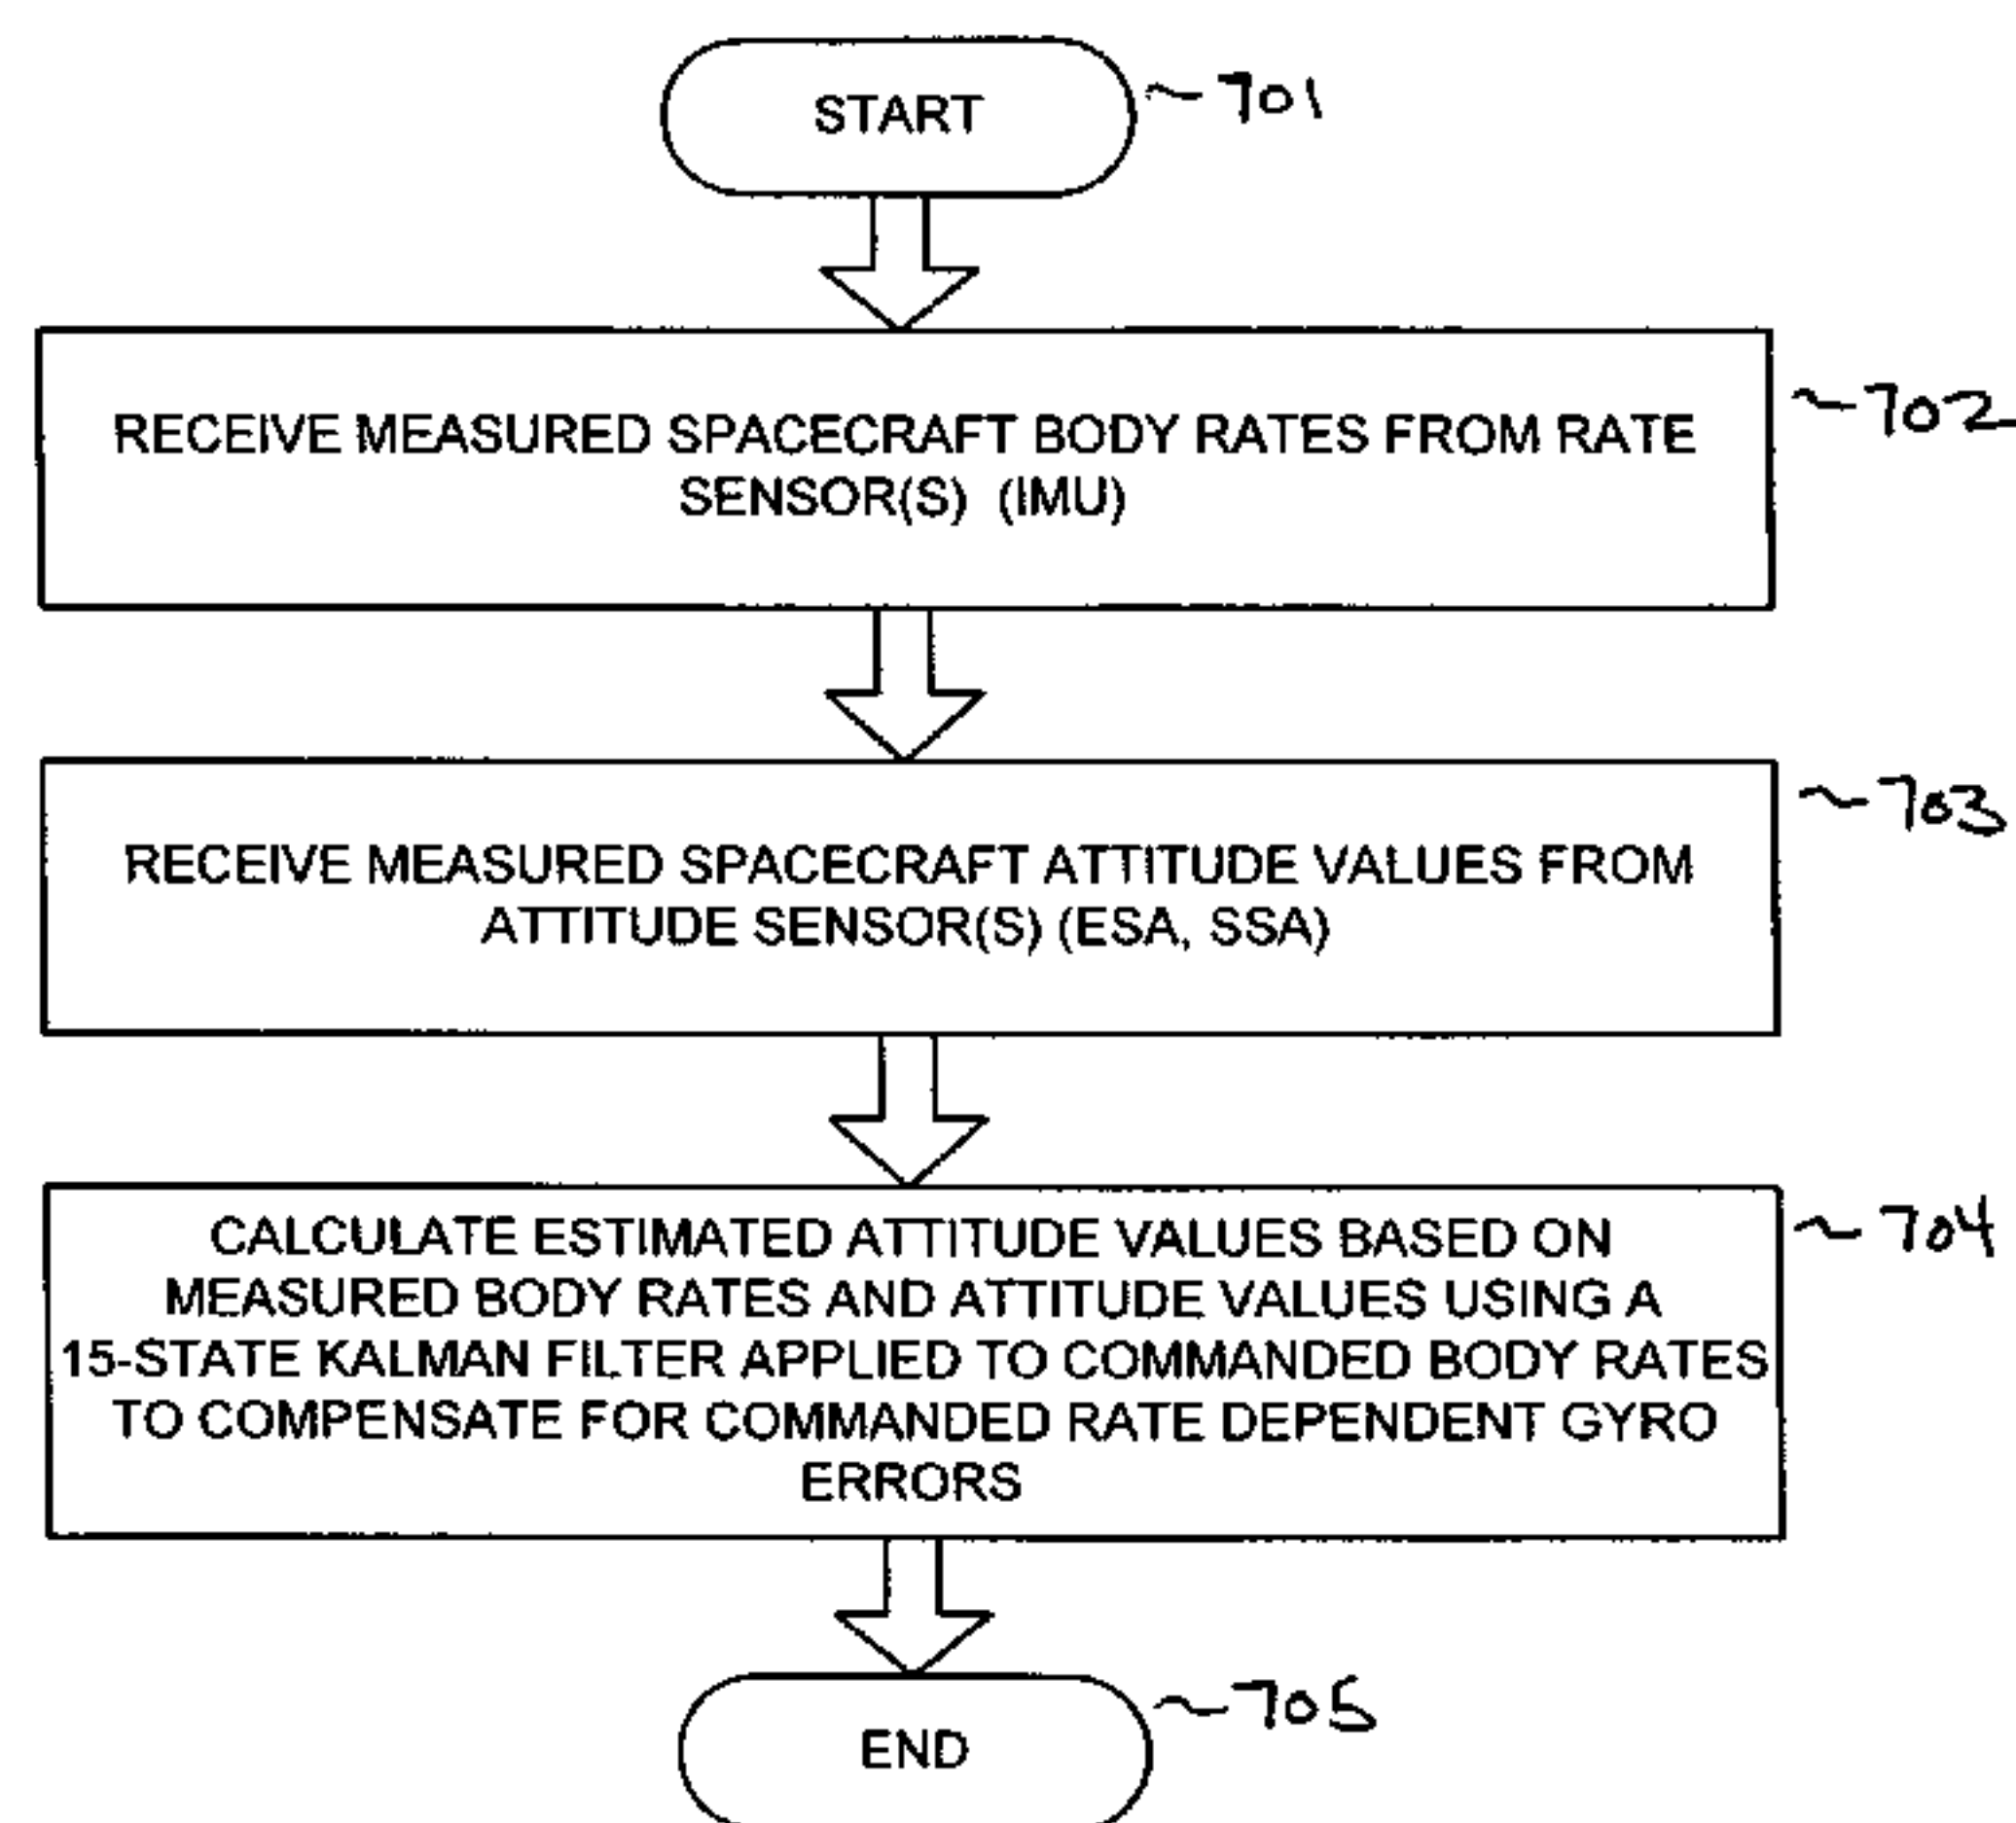 START
~701
RECEIVE MEASURED SPACECRAFT BODY RATES FROM RATE
SENSOR(S) (IMU)
~702
RECEIVE MEASURED SPACECRAFT ATTITUDE VALUES FROM
ATTITUDE SENSOR(S) (ESA, SSA)
~703
CALCULATE ESTIMATED ATTITUDE VALUES BASED ON
MEASURED BODY RATES AND ATTITUDE VALUES USING A
15-STATE KALMAN FILTER APPLIED TO COMMANDED BODY RATES
TO COMPENSATE FOR COMMANDED RATE DEPENDENT GYRO
ERRORS
~704
END
~705